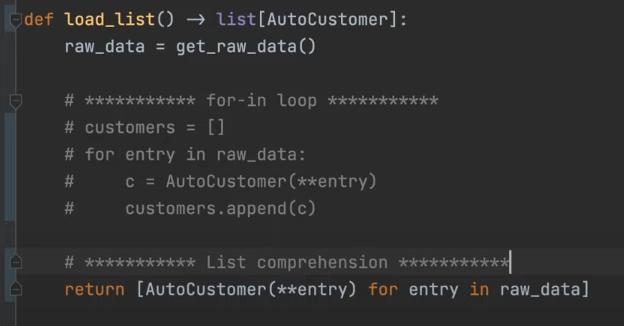 def load_list() -> list[AutoCustomer]:
    raw_data = get_raw_data()
    # *********** for-in loop ***********
    # customers = []
    # for entry in raw_data:
    #     c = AutoCustomer(**entry)
    #     customers.append(c)
    # *********** List comprehension ***********
    return [AutoCustomer(**entry) for entry in raw_data]